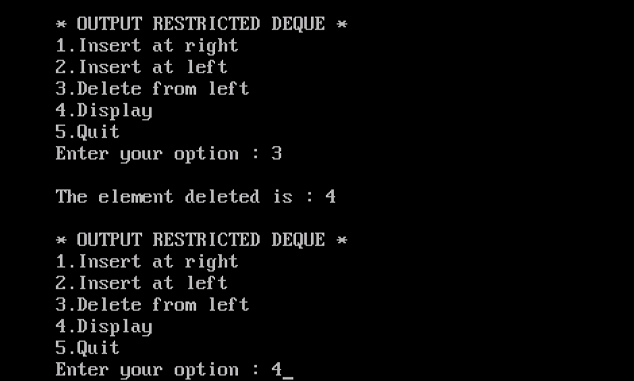 * OUTPUT RESTRICTED DEQUE *
1.Insert at right
2.Insert at left
3.Delete from left
4.Display
5.Quit
Enter your option : 3
The element deleted is : 4
* OUTPUT RESTRICTED DEQUE *
1.Insert at right
2.Insert at left
3.Delete from left
4.Display
5.Quit
Enter your option : 4_